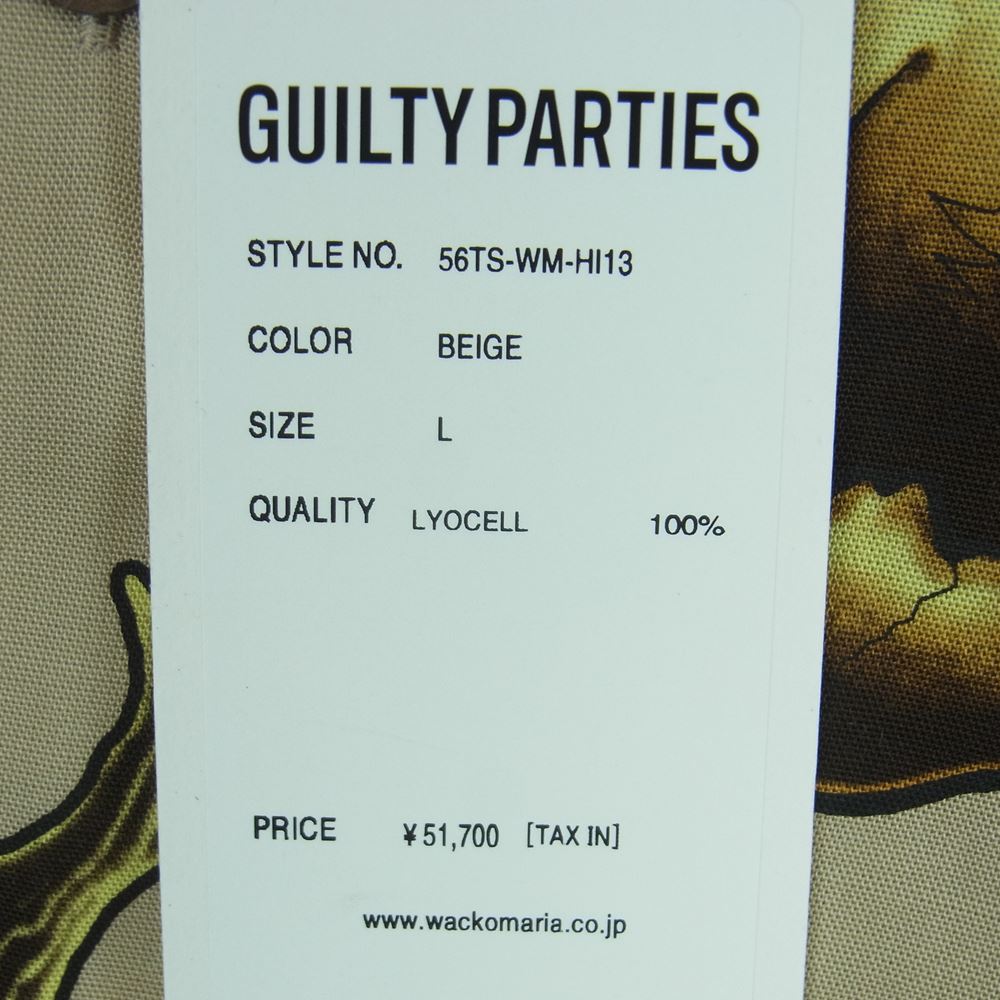 GUILTY PARTIES
STYLE NO. 56TS-WM-HI13
COLOR BEIGE
SIZE L
QUALITY LYOCELL 100%
PRICE ¥51,700 [TAX IN]
www.wackomaria.co.jp